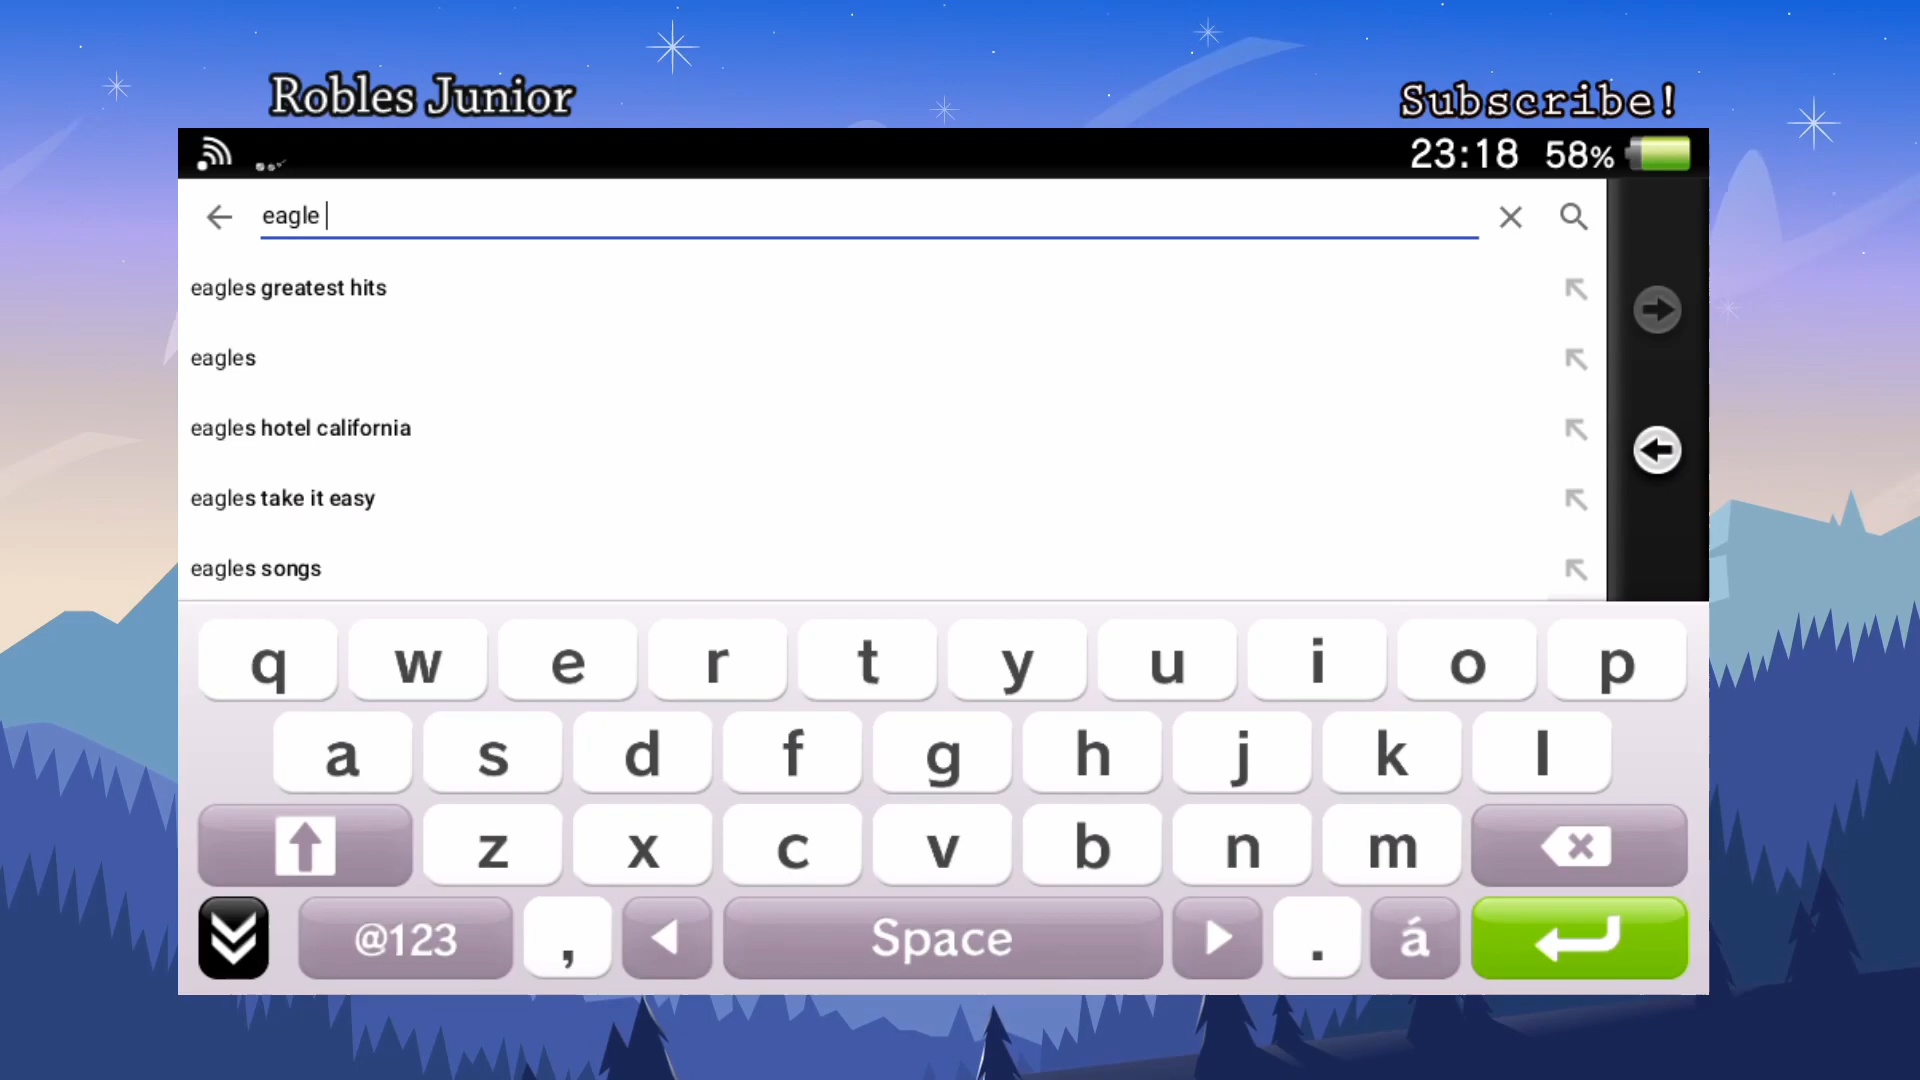 Robles Junior
Subscribe!
23:18 58%
eagle
eagles greatest hits
eagles
eagles hotel california
eagles take it easy
eagles songs
q w e r t y u i o p
a s d f g h j k l
z x c v b n m
@123 , Space . á